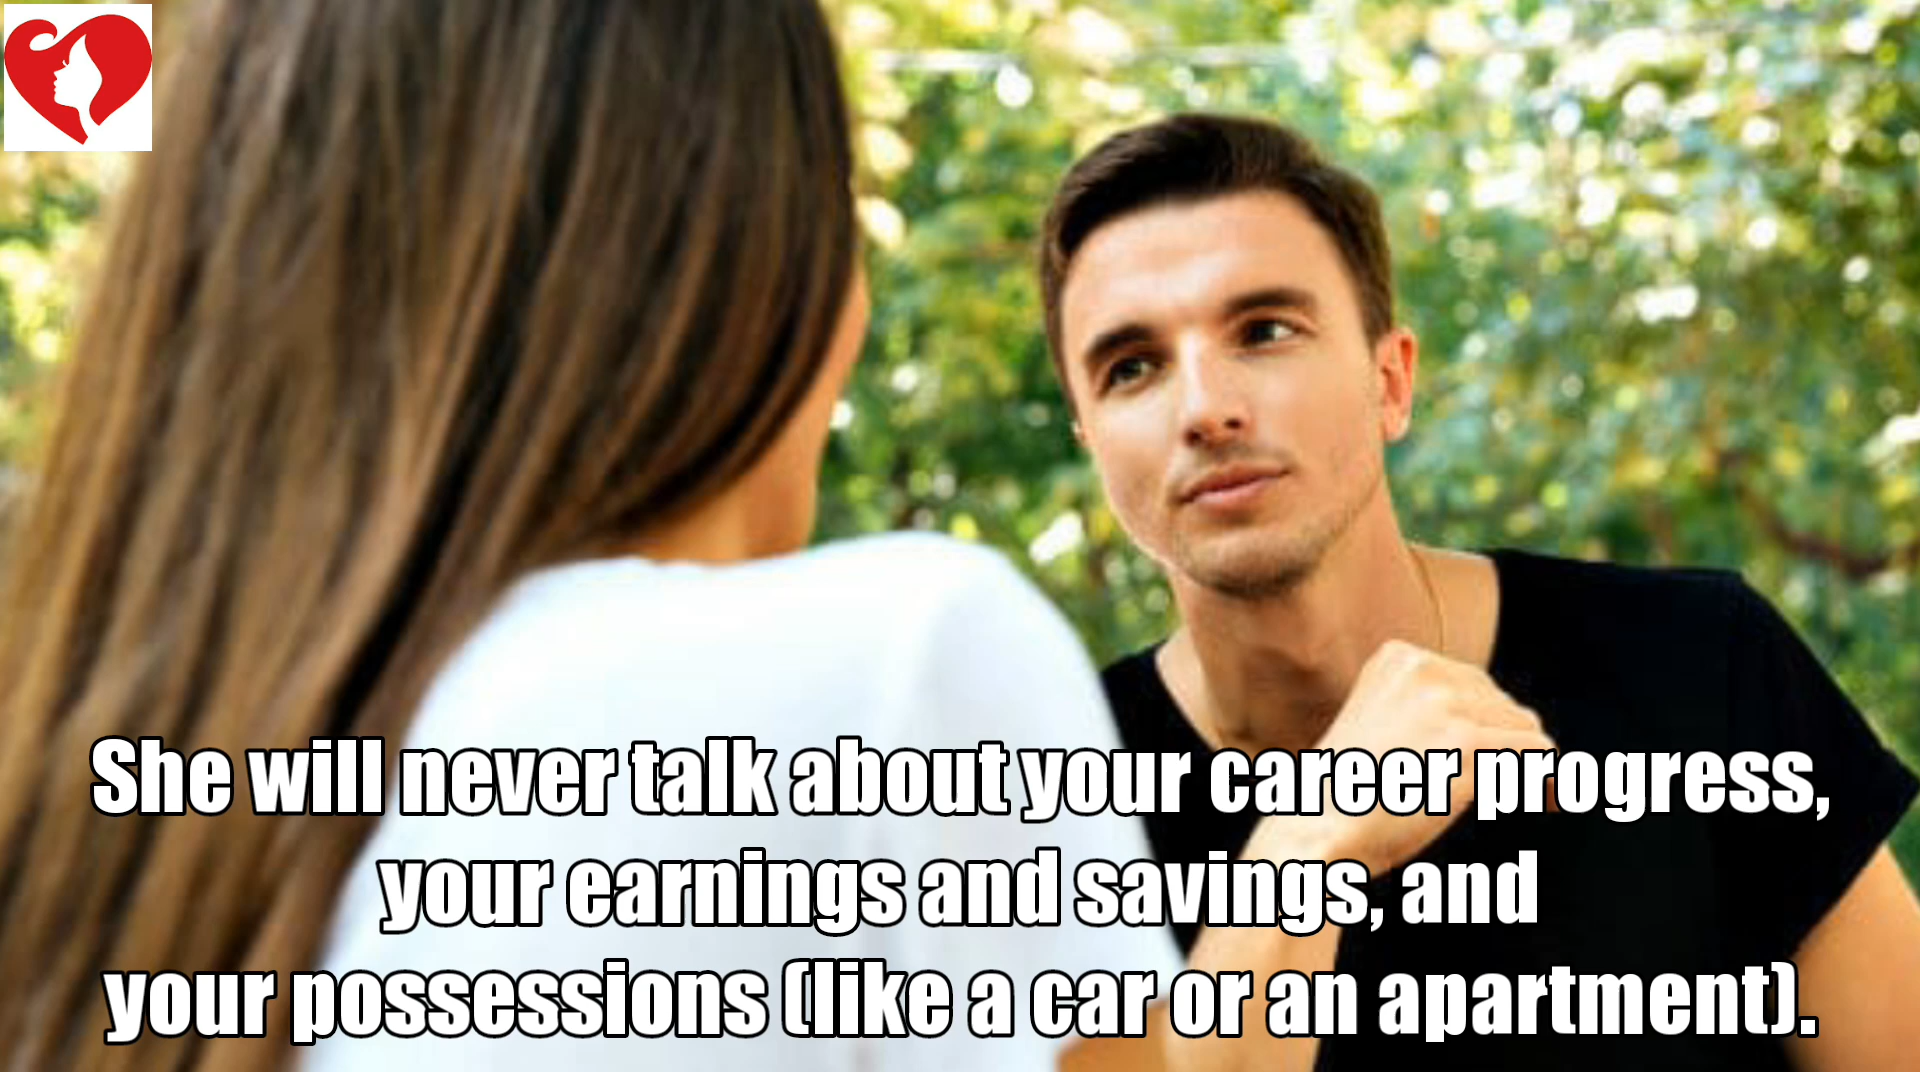 She will never talk about your career progress,
your earnings and savings, and
your possessions (like a car or an apartment).